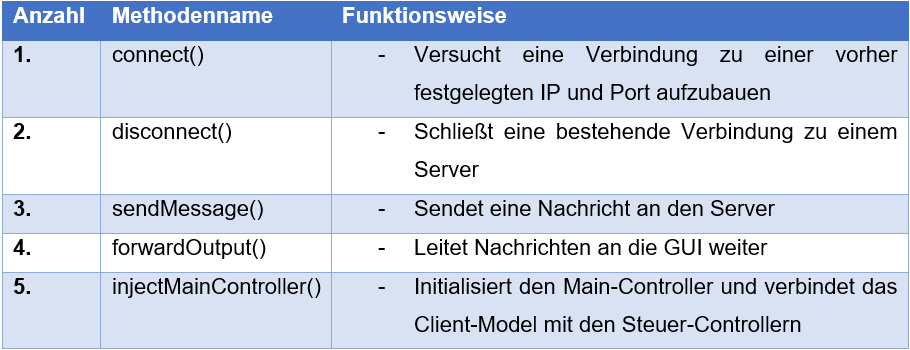 Anzahl Methodenname Funktionsweise
1. connect() - Versucht eine Verbindung zu einer vorher
festgelegten IP und Port aufzubauen
2. disconnect() - Schließt eine bestehende Verbindung zu einem
Server
3. sendMessage() - Sendet eine Nachricht an den Server
4. forwardOutput() - Leitet Nachrichten an die GUI weiter
5. injectMainController() - Initialisiert den Main-Controller und verbindet das
Client-Model mit den Steuer-Controllern